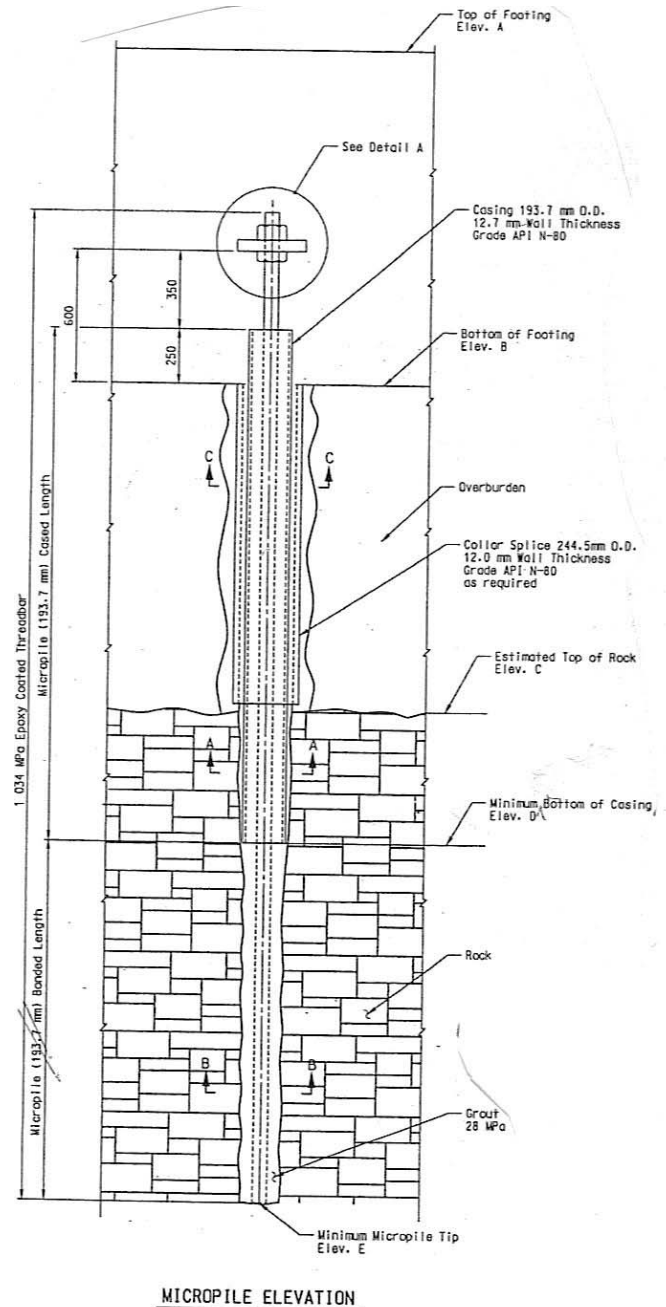 Top of Footing
Elev. A
See Detail A
Casing 193.7 mm O.D.
12.7 mm Wall Thickness
Grade API N-80
600
350
250
Bottom of Footing
Elev. B
C
C
Overburden
Collar Splice 244.5mm O.D.
12.0 mm Wall Thickness
Grade API N-80
as required
Estimated Top of Rock
Elev. C
A
A
Minimum Bottom of Casing
Elev. D
1 034 MPa Epoxy Coated Threadbar
Micropile (193.7 mm) Cased Length
Micropile (193.7 mm) Bonded Length
Rock
B
B
Grout
28 MPa
Minimum Micropile Tip
Elev. E
MICROPILE ELEVATION